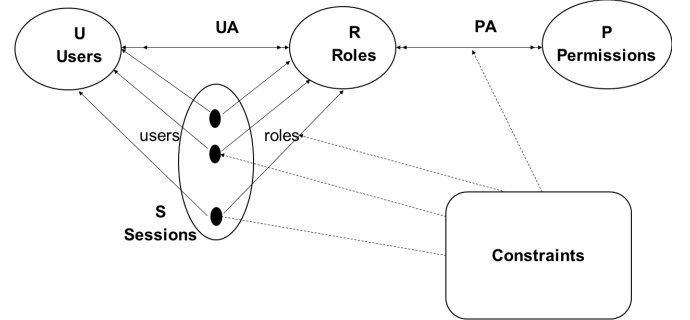 U
Users
UA
R
Roles
PA
P
Permissions
users
roles
S
Sessions
Constraints